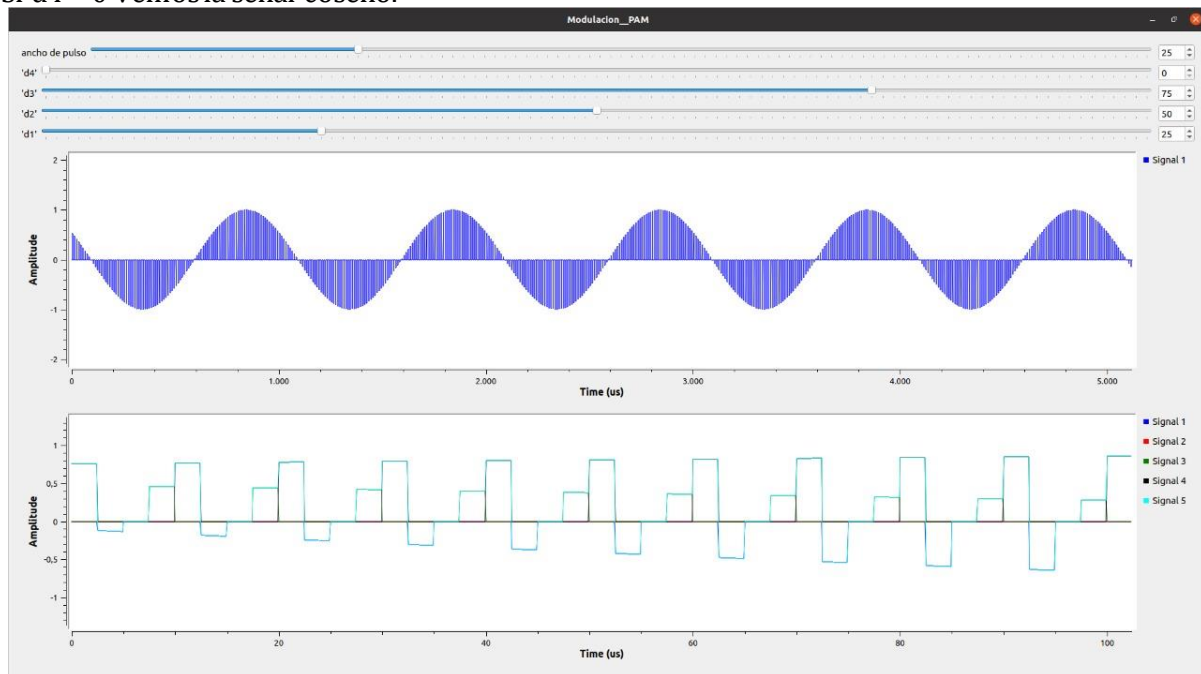 Modulacion__PAM
ancho de pulso 25
'd4' 0
'd3' 75
'd2' 50
'd1' 25
2
1
0
-1
-2
Amplitude
Signal 1
0 1.000 2.000 3.000 4.000 5.000
Time (us)
1
0,5
0
-0,5
-1
Amplitude
Signal 1
Signal 2
Signal 3
Signal 4
Signal 5
0 20 40 60 80 100
Time (us)